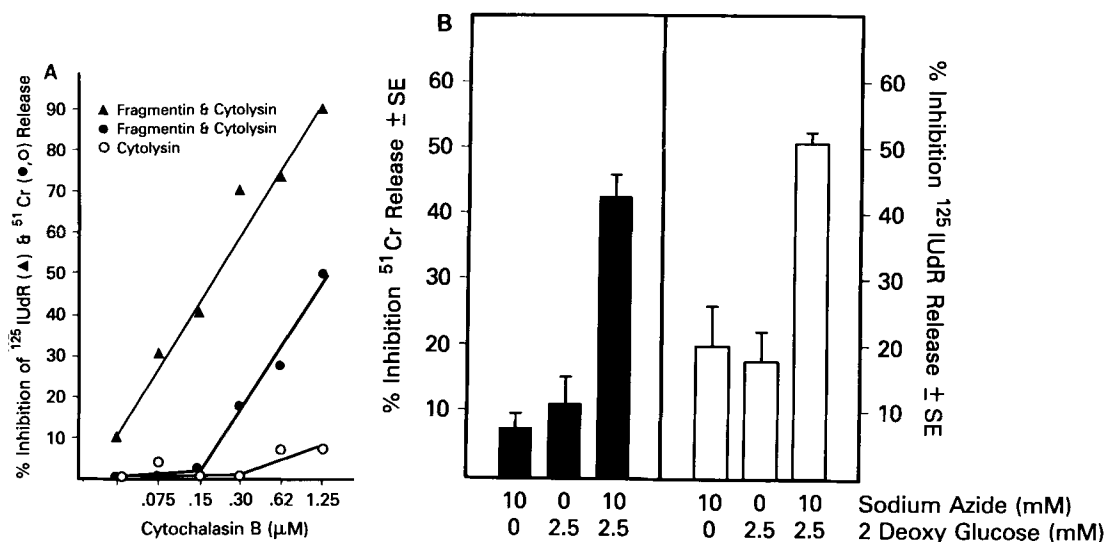 A
% Inhibition of ¹²⁵IUdR (▲) & ⁵¹Cr (●,○) Release
90
80
70
60
50
40
30
20
10
▲ Fragmentin & Cytolysin
● Fragmentin & Cytolysin
○ Cytolysin
.075 .15 .30 .62 1.25
Cytochalasin B (μM)
B
% Inhibition ⁵¹Cr Release ± SE
60
50
40
30
20
10
60
50
40
30
20
10
% Inhibition ¹²⁵IUdR Release ± SE
10 0 10 10 0 10 Sodium Azide (mM)
0 2.5 2.5 0 2.5 2.5 2 Deoxy Glucose (mM)